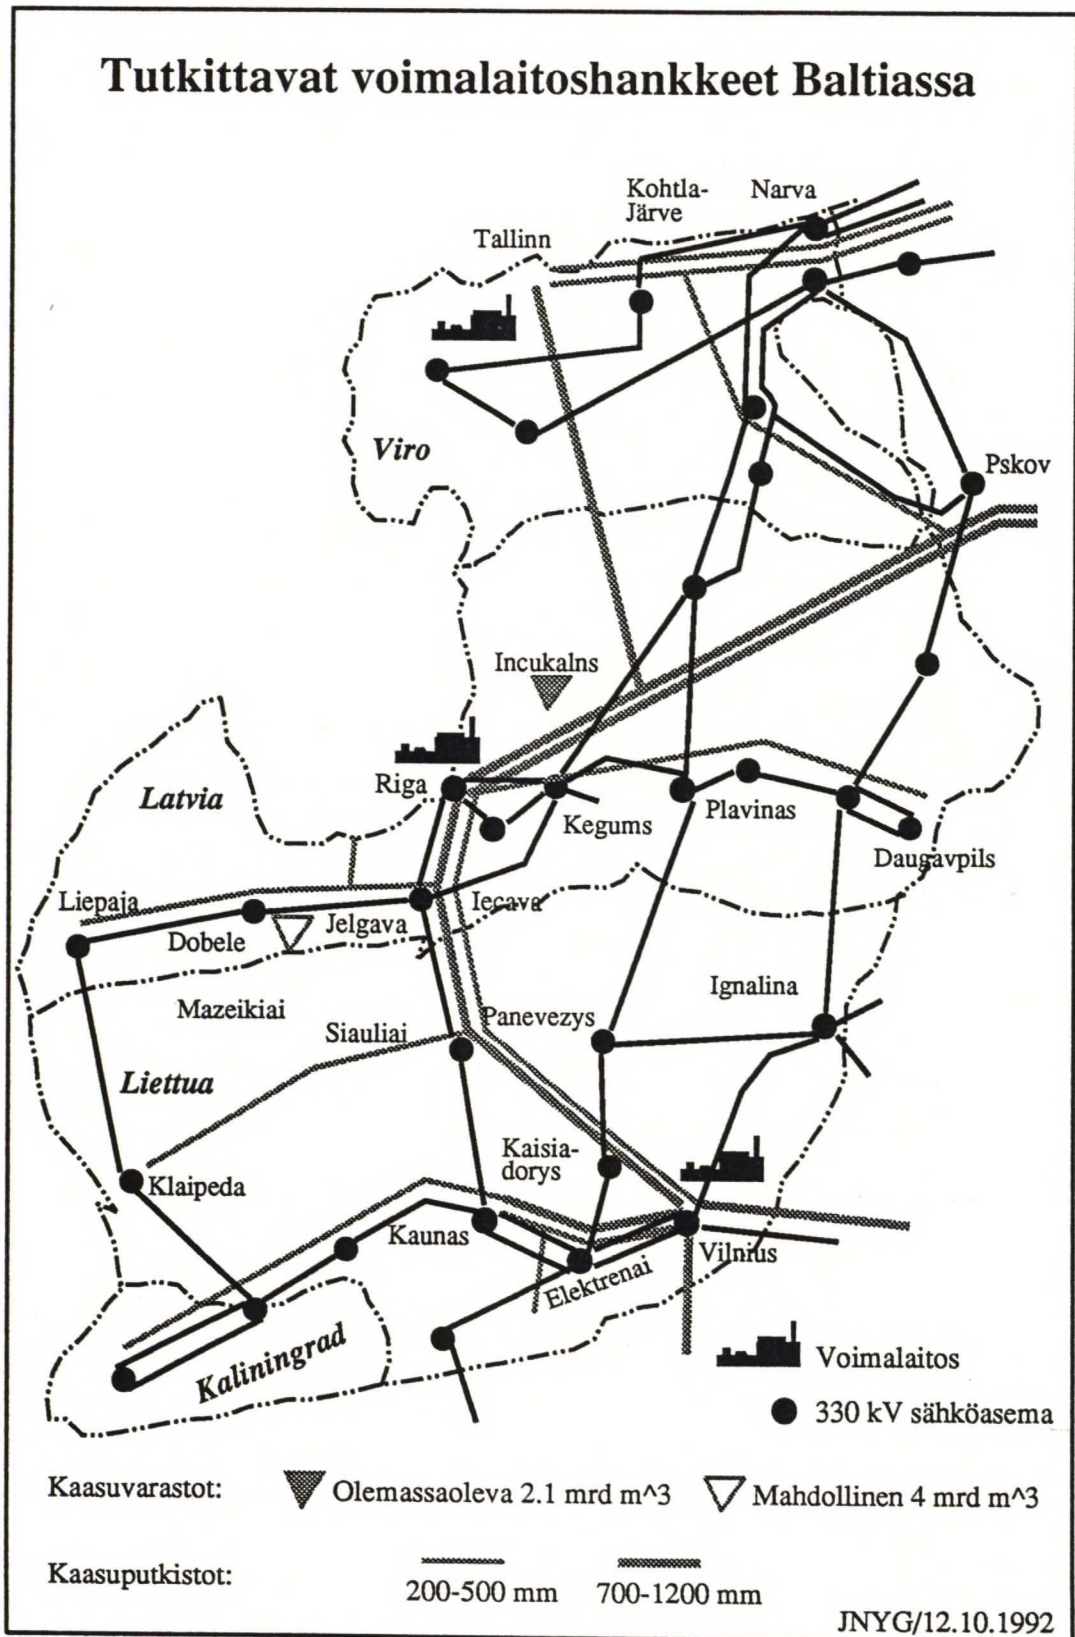 Tutkittavat voimalaitoshankkeet Baltiassa
Kohtla-
Järve
Narva
Tallinn
Viro
Pskov
Incukalns
Riga
Latvia
Kegums
Plavinas
Daugavpils
Liepaja
Dobele
Jelgava
Iecava
Mazeikiai
Ignalina
Siauliai
Panevezys
Liettua
Kaisia-
dorys
Klaipeda
Kaunas
Vilnius
Elektrenai
Kaliningrad
Voimalaitos
330 kV sähköasema
Kaasuvarastot:
Olemassaoleva 2.1 mrd m^3
Mahdollinen 4 mrd m^3
Kaasuputkistot:
200-500 mm
700-1200 mm
JNYG/12.10.1992